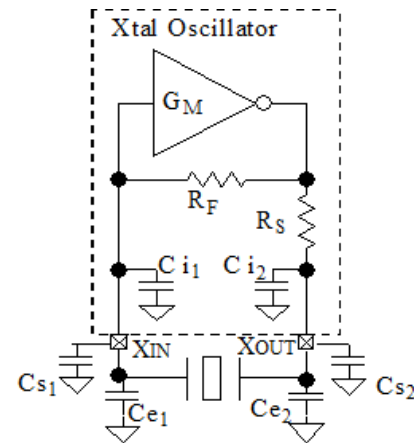 Xtal Oscillator
GM
RF
RS
Ci1
Ci2
XIN
XOUT
Cs1
Cs2
Ce1
Ce2